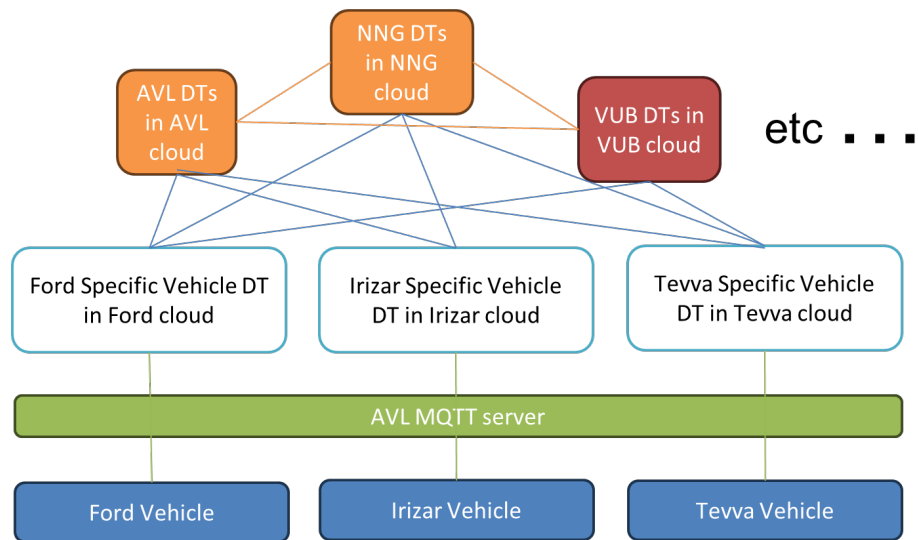 NNG DTs
in NNG
cloud
AVL DTs
in AVL
cloud
VUB DTs in
VUB cloud
etc ...
Ford Specific Vehicle DT
in Ford cloud
Irizar Specific Vehicle
DT in Irizar cloud
Tevva Specific Vehicle
DT in Tevva cloud
AVL MQTT server
Ford Vehicle
Irizar Vehicle
Tevva Vehicle